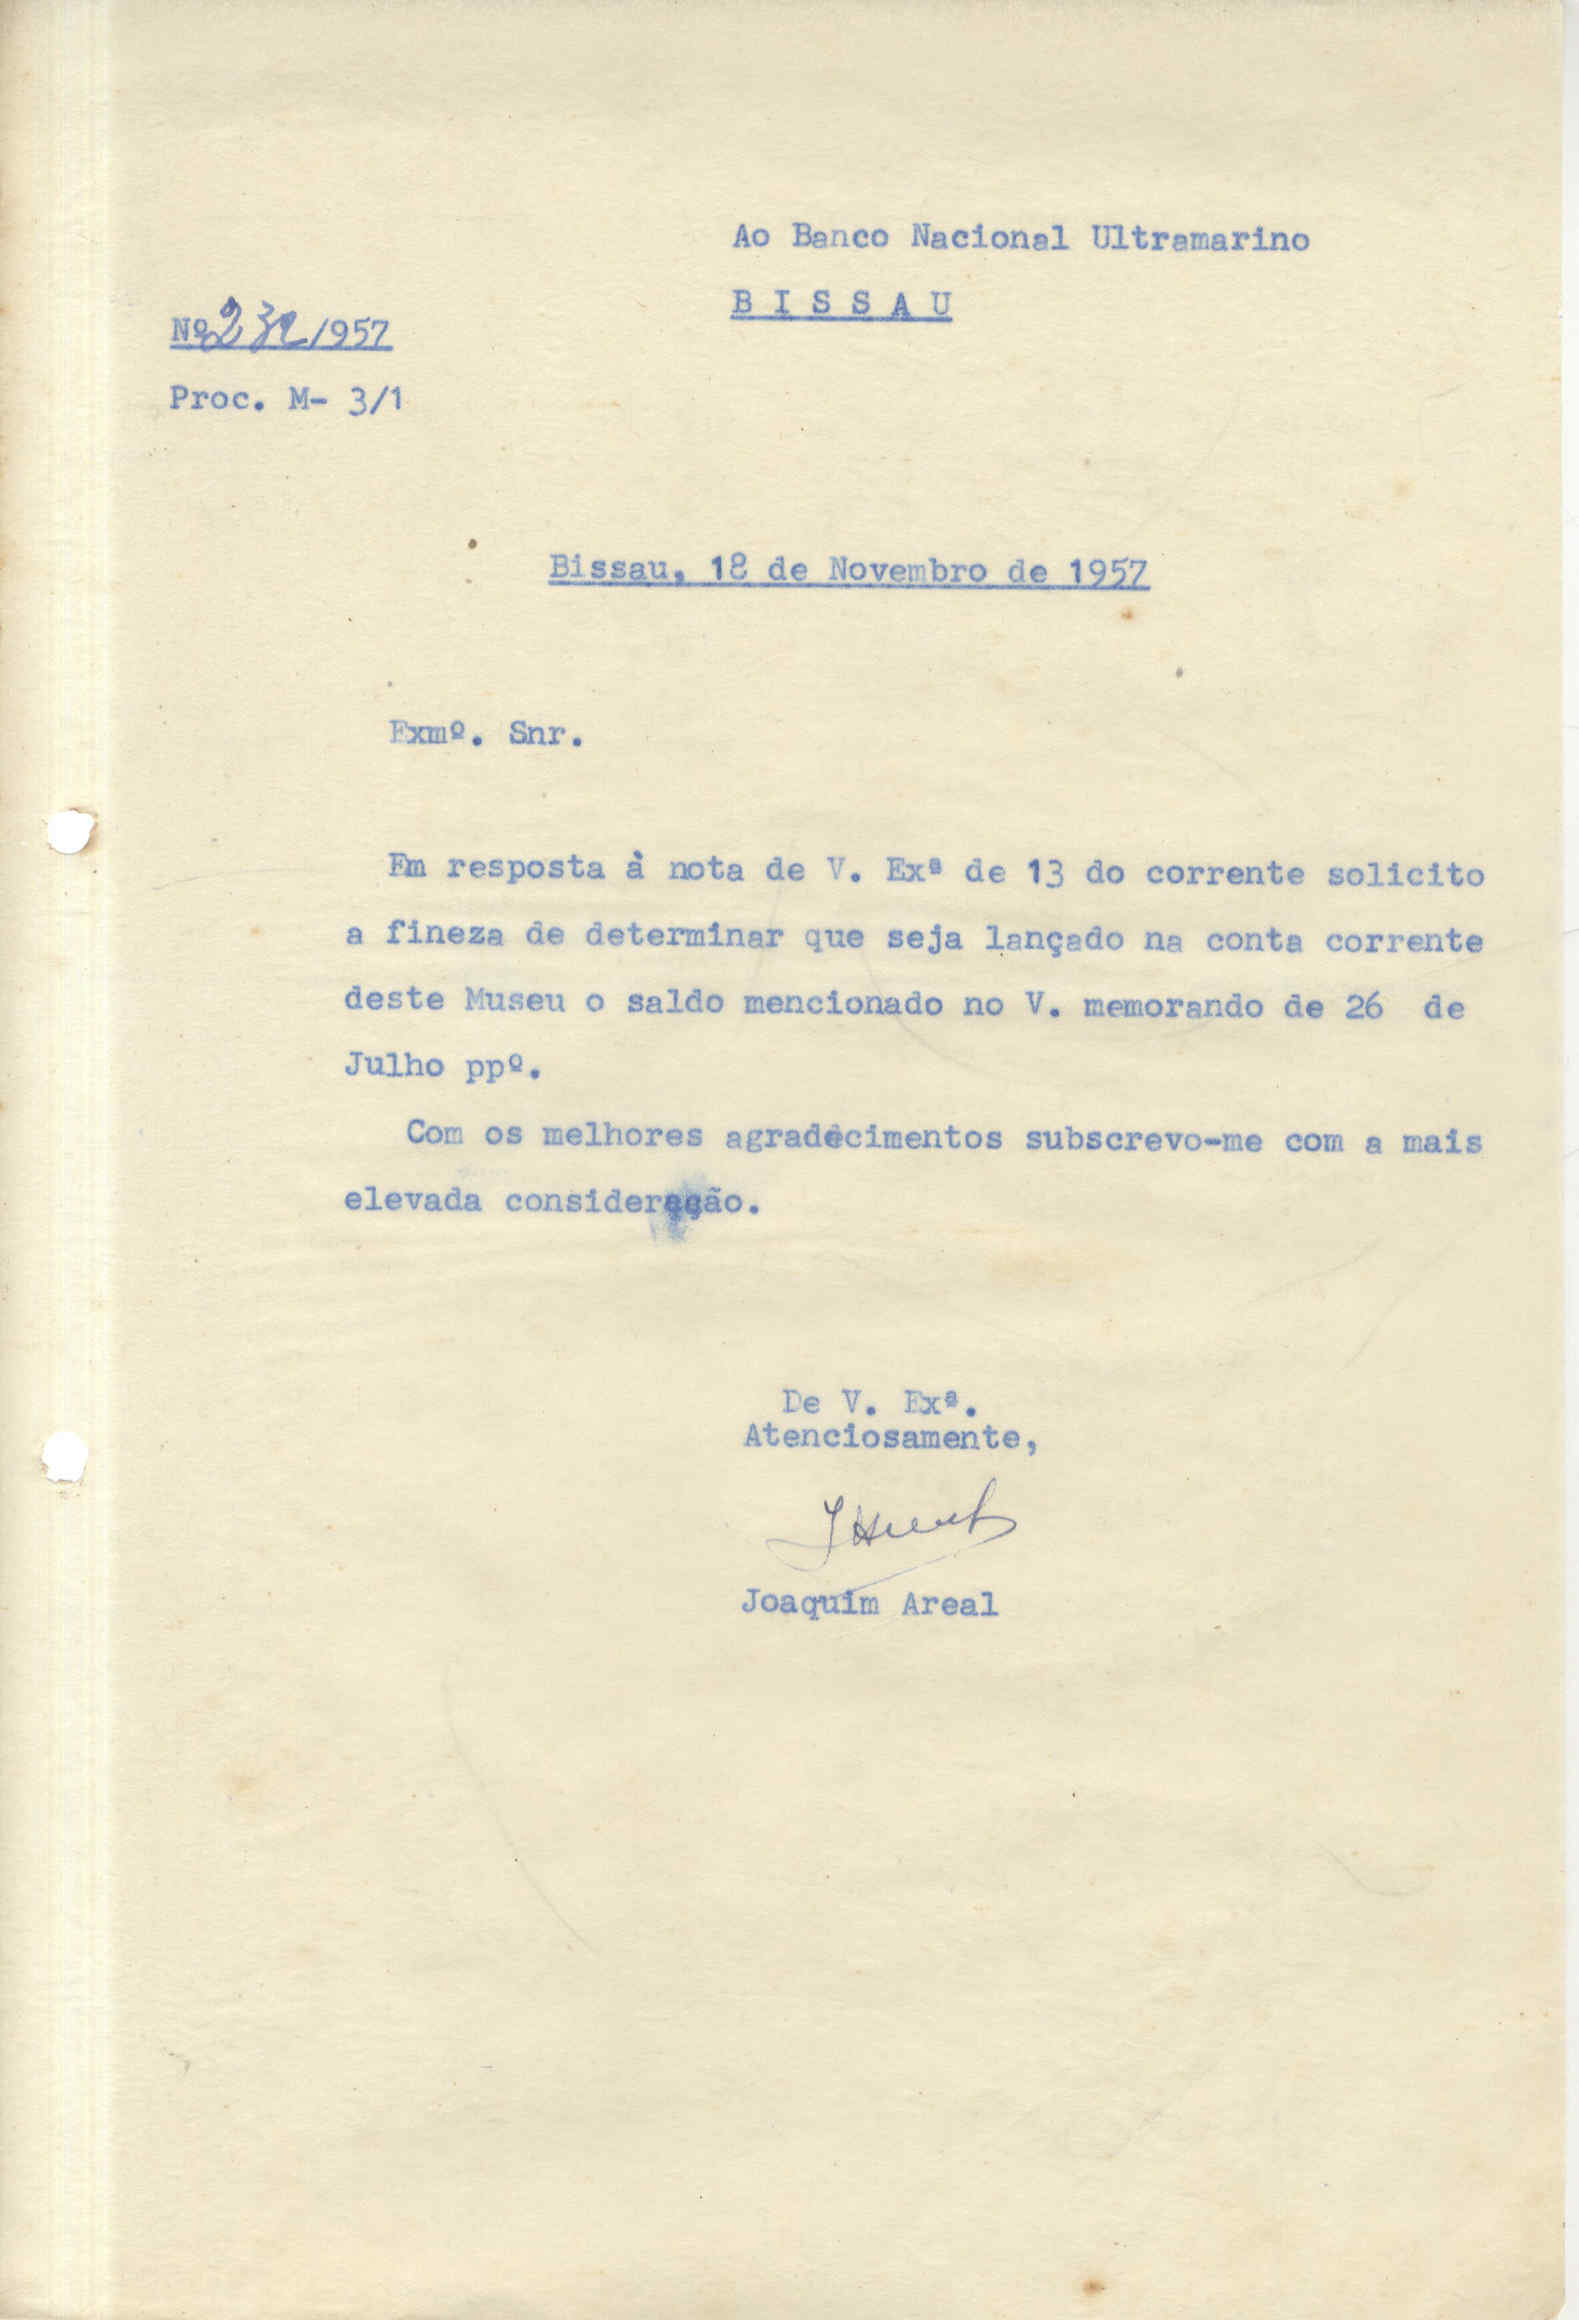 Ao Banco Nacional Ultramarino
B I S S A U
Nº 232/957
Proc. M- 3/1
Bissau, 18 de Novembro de 1957
Exmº. Snr.
Em resposta à nota de V. Exª de 13 do corrente solicito
a fineza de determinar que seja lançado na conta corrente
deste Museu o saldo mencionado no V. memorando de 26 de
Julho ppº.
Com os melhores agradecimentos subscrevo-me com a mais
elevada consideração.
De V. Exª.
Atenciosamente,
Joaquim Areal